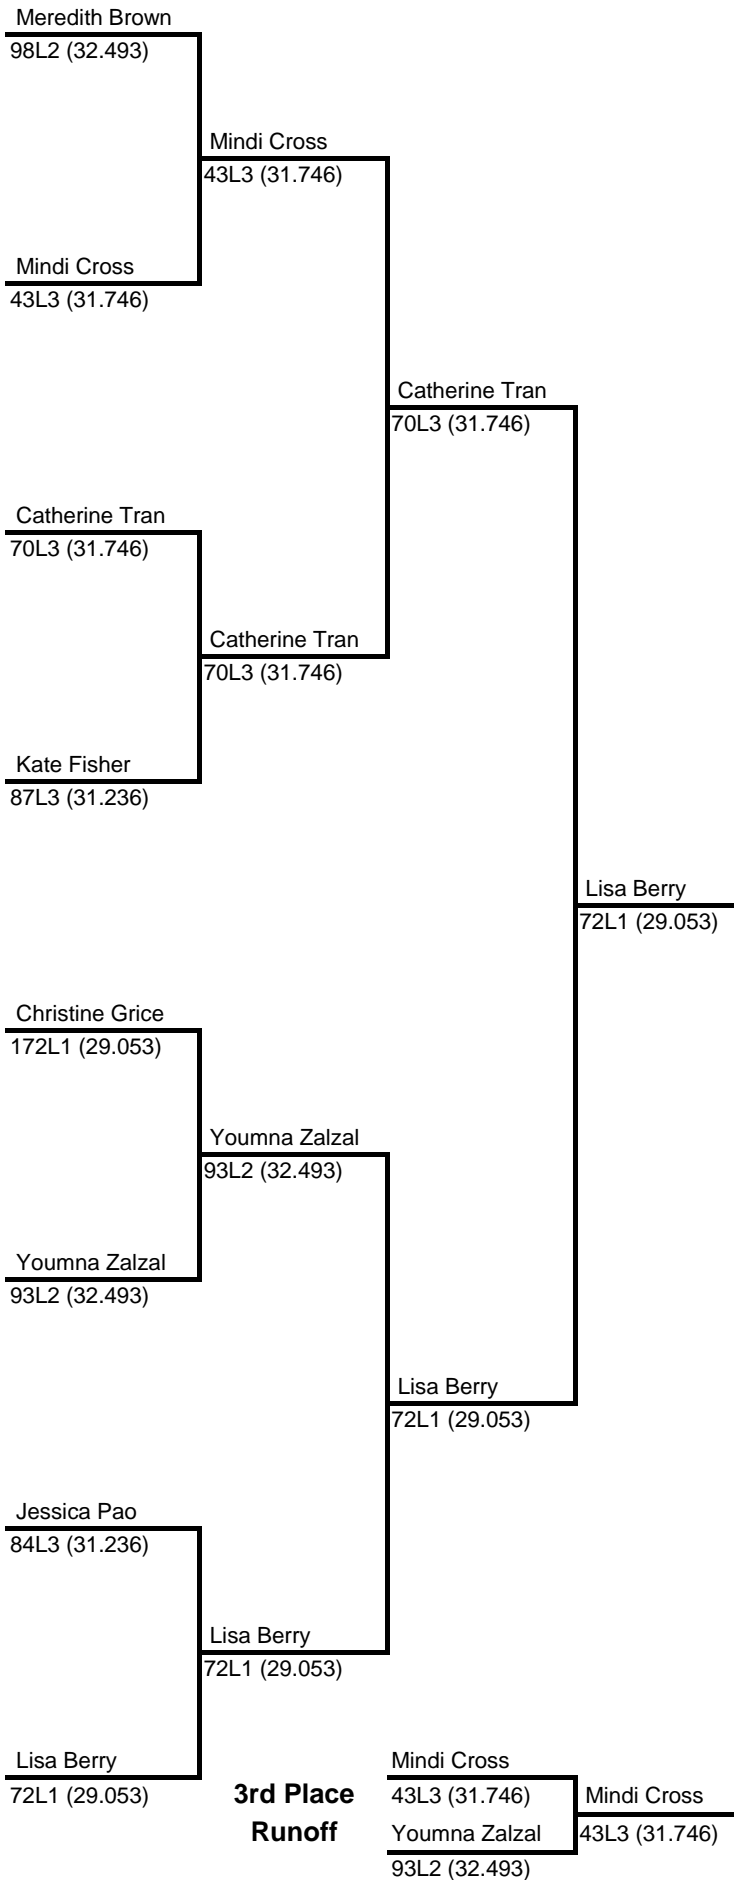 Meredith Brown
98L2 (32.493)
Mindi Cross
43L3 (31.746)
Mindi Cross
43L3 (31.746)
Catherine Tran
70L3 (31.746)
Catherine Tran
70L3 (31.746)
Catherine Tran
70L3 (31.746)
Kate Fisher
87L3 (31.236)
Lisa Berry
72L1 (29.053)
Christine Grice
172L1 (29.053)
Youmna Zalzal
93L2 (32.493)
Youmna Zalzal
93L2 (32.493)
Lisa Berry
72L1 (29.053)
Jessica Pao
84L3 (31.236)
Lisa Berry
72L1 (29.053)
Lisa Berry
72L1 (29.053)
3rd Place
Runoff
Mindi Cross
43L3 (31.746)
Youmna Zalzal
93L2 (32.493)
Mindi Cross
43L3 (31.746)